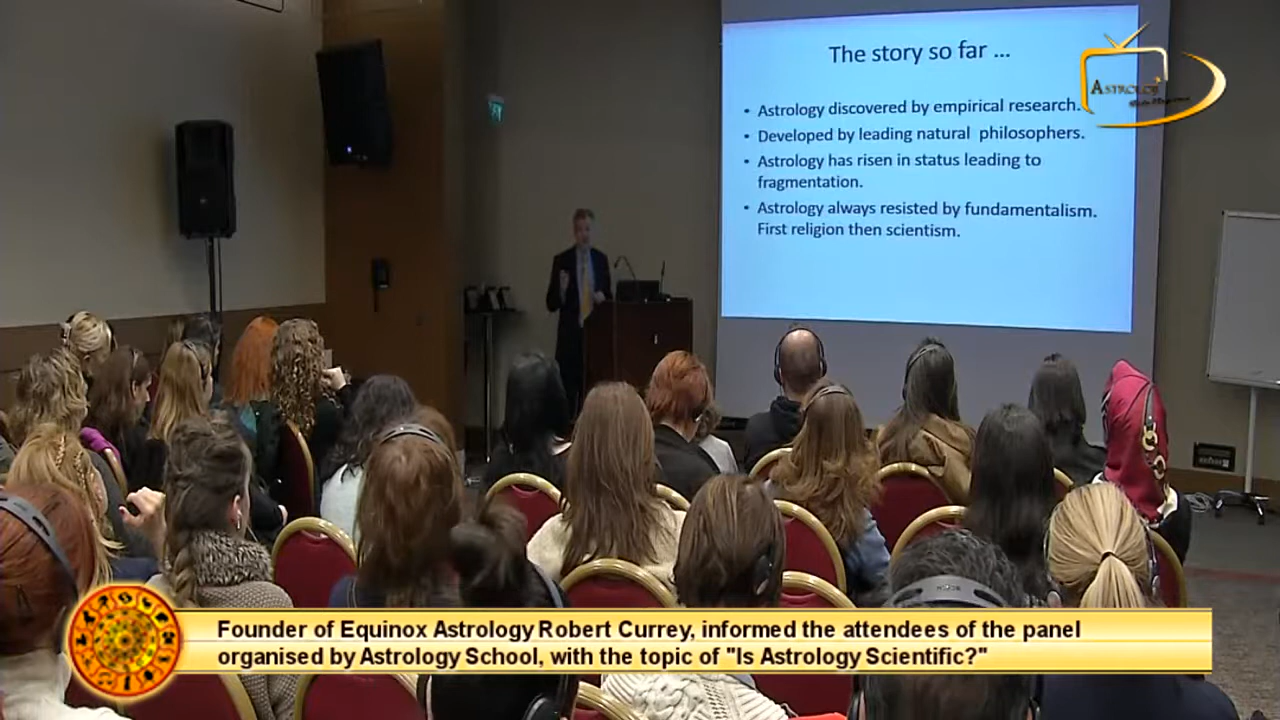 The story so far ...
• Astrology discovered by empirical research.
• Developed by leading natural philosophers.
• Astrology has risen in status leading to
fragmentation.
• Astrology always resisted by fundamentalism.
First religion then scientism.
Founder of Equinox Astrology Robert Currey, informed the attendees of the panel
organised by Astrology School, with the topic of "Is Astrology Scientific?"